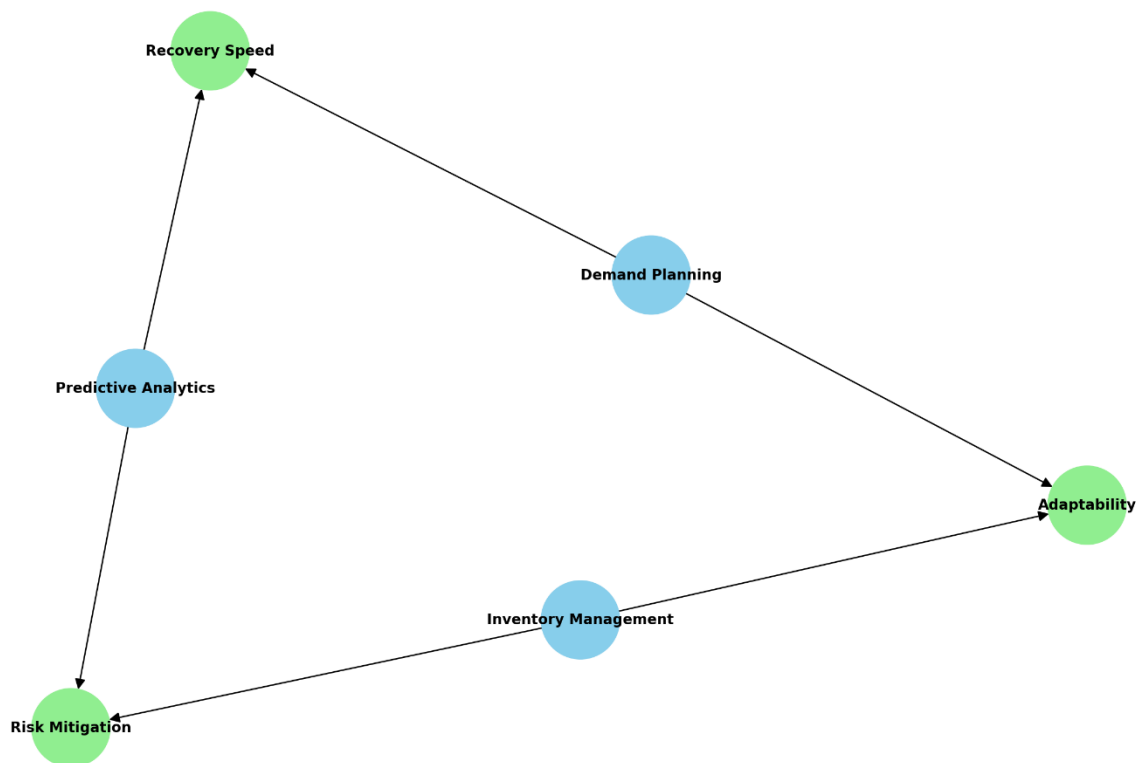 Recovery Speed
Demand Planning
Predictive Analytics
Adaptability
Inventory Management
Risk Mitigation